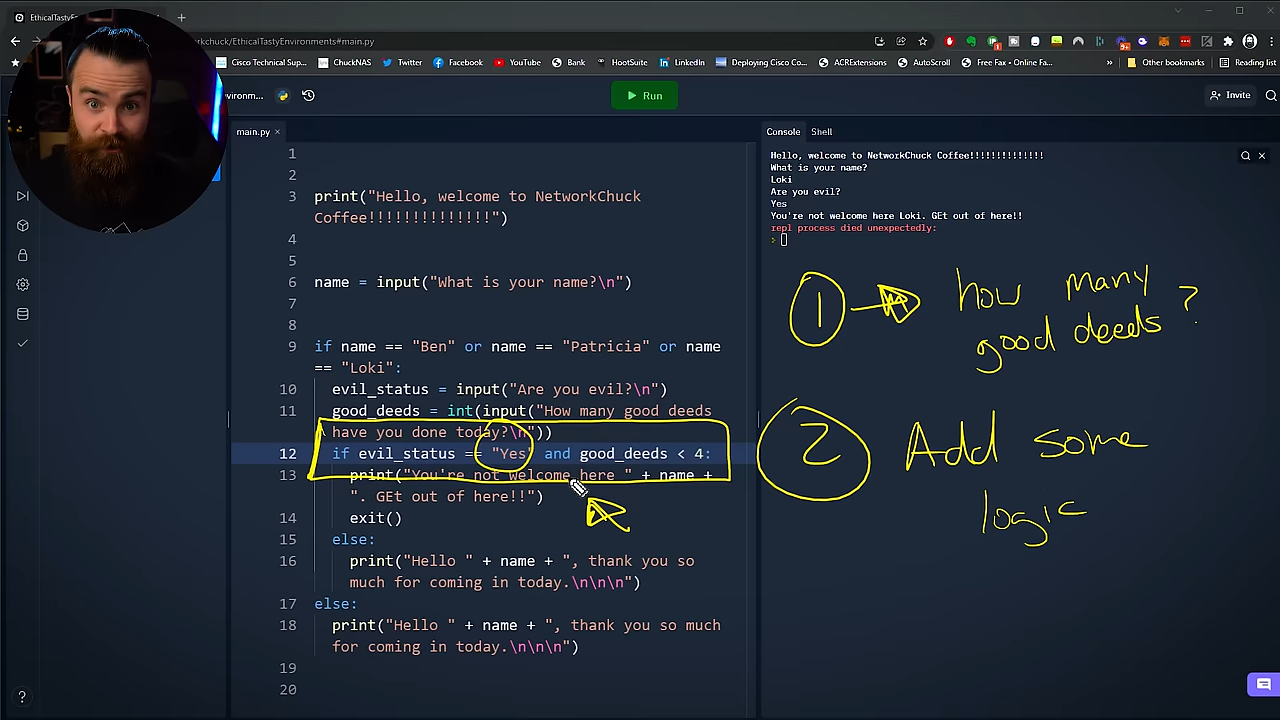 EthicalTastyEnvironments
workchuck/EthicalTastyEnvironments#main.py
Cisco Technical Sup...
ChuckNAS
Twitter
Facebook
YouTube
Bank
HootSuite
LinkedIn
Deploying Cisco Co...
ACRExtensions
AutoScroll
Free Fax - Online Fa...
»
Other bookmarks
Reading list
Run
Invite
main.py ×
Console
Shell
1
2
3 print("Hello, welcome to NetworkChuck
Coffee!!!!!!!!!!!!!!")
4
5
6 name = input("What is your name?\n")
7
8
9 if name == "Ben" or name == "Patricia" or name
== "Loki":
10 evil_status = input("Are you evil?\n")
11 good_deeds = int(input("How many good deeds
have you done today?\n"))
12 if evil_status == "Yes" and good_deeds < 4:
13 print("You're not welcome here " + name +
". GEt out of here!!")
14 exit()
15 else:
16 print("Hello " + name + ", thank you so
much for coming in today.\n\n\n")
17 else:
18 print("Hello " + name + ", thank you so much
for coming in today.\n\n\n")
19
20
Hello, welcome to NetworkChuck Coffee!!!!!!!!!!!!!!
What is your name?
Loki
Are you evil?
Yes
You're not welcome here Loki. GEt out of here!!
repl process died unexpectedly:
>
1 how many
good deeds ?
2 Add some
logic
?